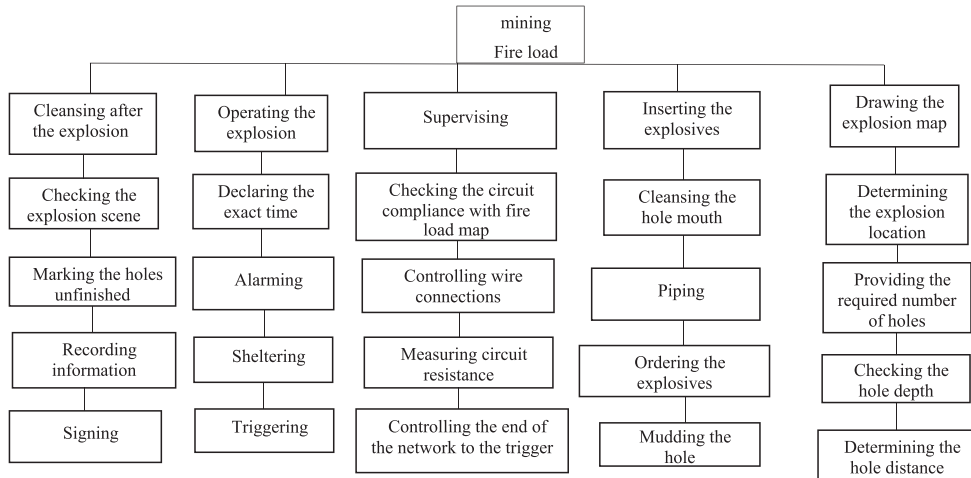 mining
Fire load
Cleansing after
the explosion
Checking the
explosion scene
Marking the holes
unfinished
Recording
information
Signing
Operating the
explosion
Declaring the
exact time
Alarming
Sheltering
Triggering
Supervising
Checking the circuit
compliance with fire
load map
Controlling wire
connections
Measuring circuit
resistance
Controlling the end of
the network to the trigger
Inserting the
explosives
Cleansing the
hole mouth
Piping
Ordering the
explosives
Mudding the
hole
Drawing the
explosion map
Determining
the explosion
location
Providing the
required number
of holes
Checking the
hole depth
Determining the
hole distance